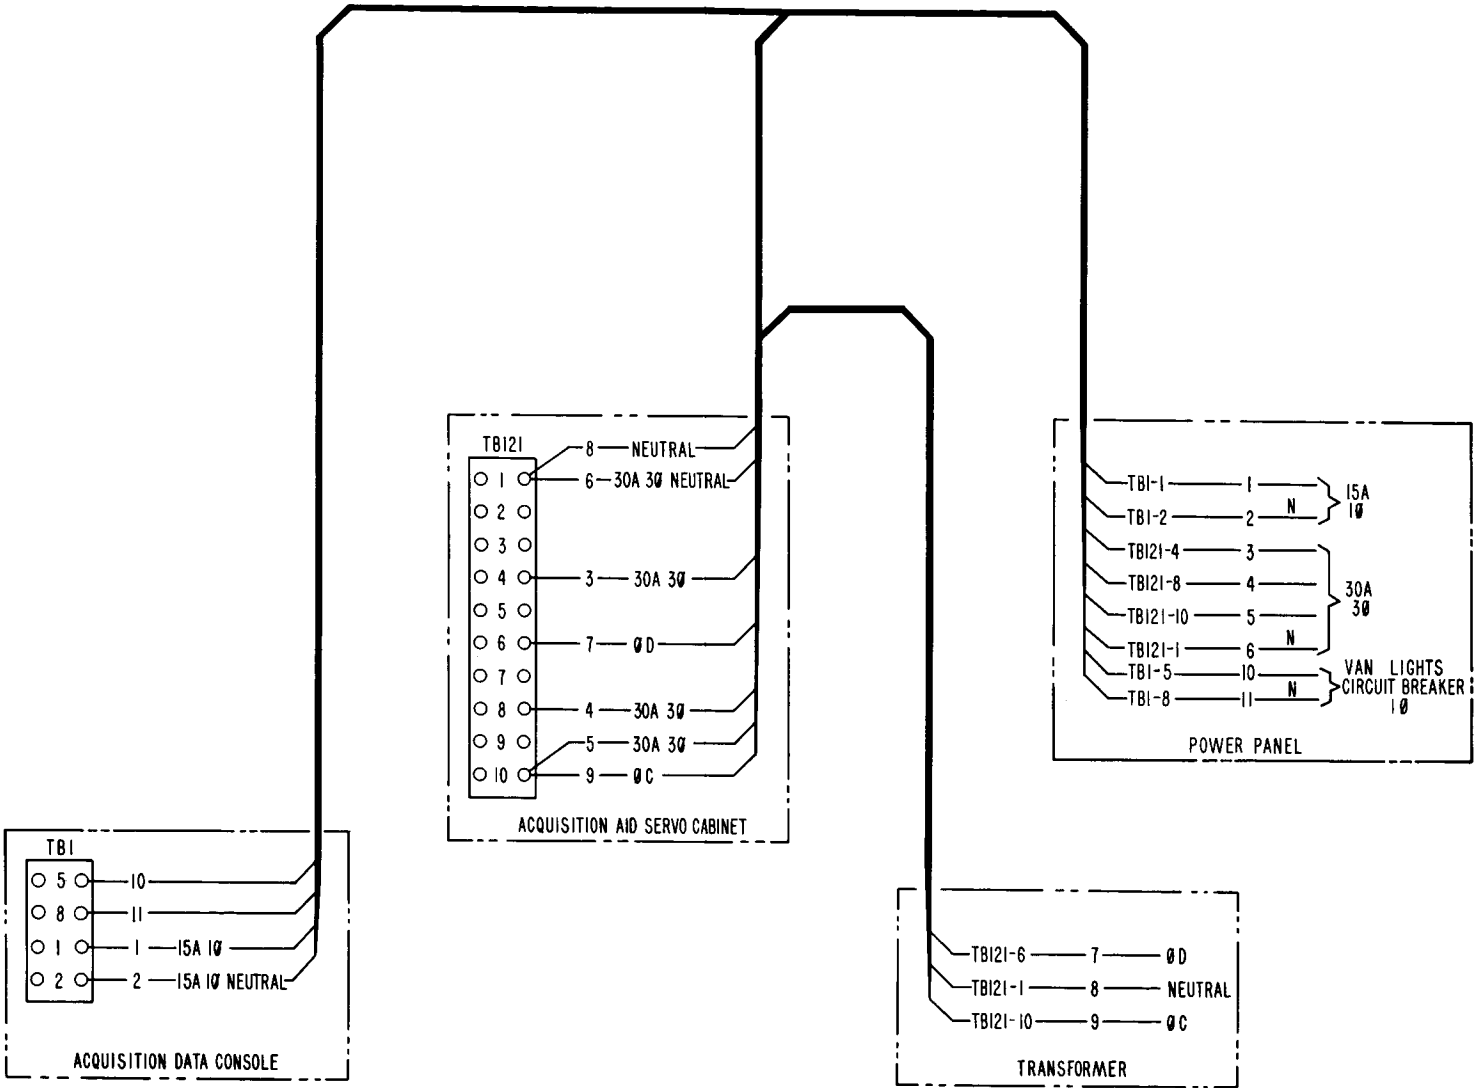 TB121
8 NEUTRAL
1 6 30A 3Ø NEUTRAL
2
3
4 3 30A 3Ø
5
6 7 ØD
7
8 4 30A 3Ø
9 5 30A 3Ø
10 9 ØC
ACQUISITION AID SERVO CABINET
TB1-1 1
15A
1Ø
TB1-2 2 N
TB121-4 3
TB121-8 4
30A
3Ø
TB121-10 5
TB121-1 6 N
TB1-5 10
TB1-8 11 N
VAN LIGHTS
CIRCUIT BREAKER
1Ø
POWER PANEL
TB1
5 10
8 11
1 1 15A 1Ø
2 2 15A 1Ø NEUTRAL
ACQUISITION DATA CONSOLE
TB121-6 7 ØD
TB121-1 8 NEUTRAL
TB121-10 9 ØC
TRANSFORMER